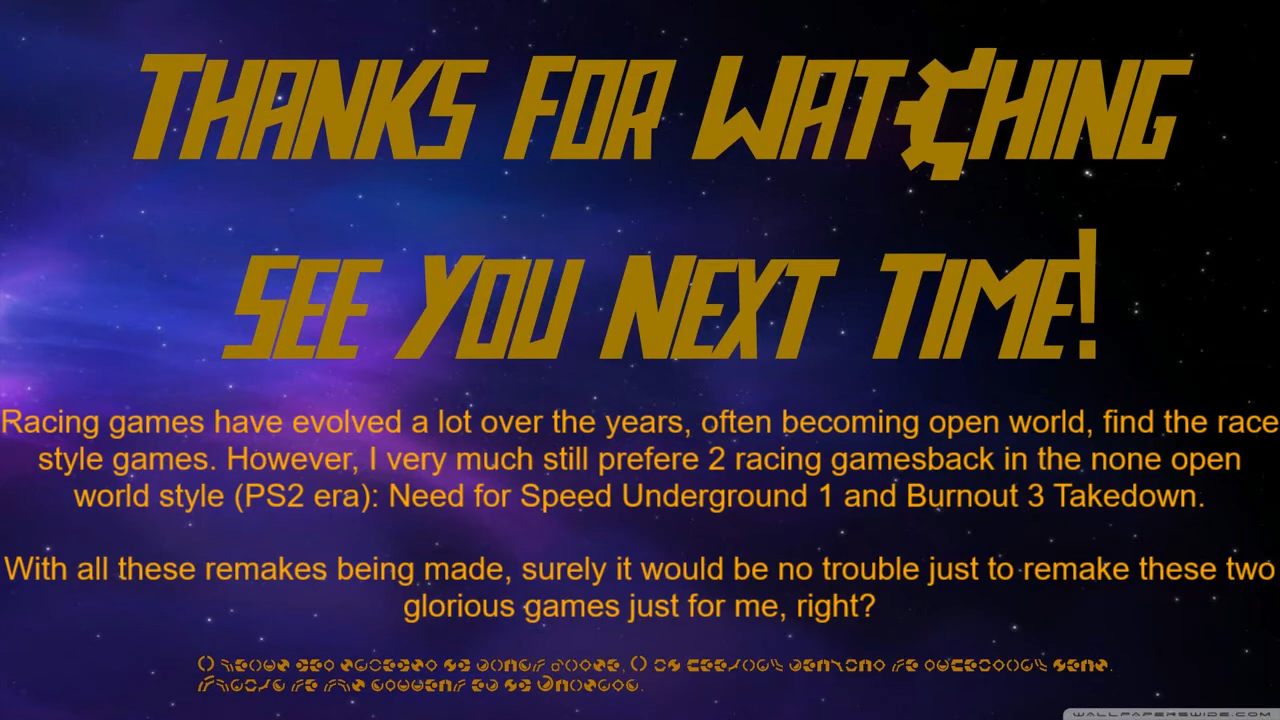 Thanks For Watching
See You Next Time!
Racing games have evolved a lot over the years, often becoming open world, find the race
style games. However, I very much still prefere 2 racing gamesback in the none open
world style (PS2 era): Need for Speed Underground 1 and Burnout 3 Takedown.
With all these remakes being made, surely it would be no trouble just to remake these two
glorious games just for me, right?
WALLPAPERSWIDE.COM